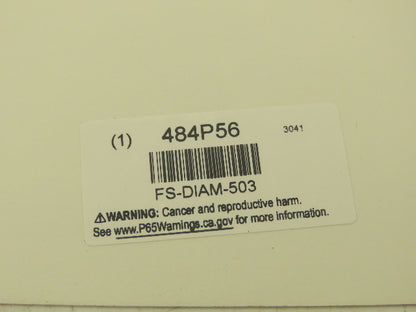 (1) 484P56 3041
FS-DIAM-503
⚠WARNING: Cancer and reproductive harm.
See www.P65Warnings.ca.gov for more information.